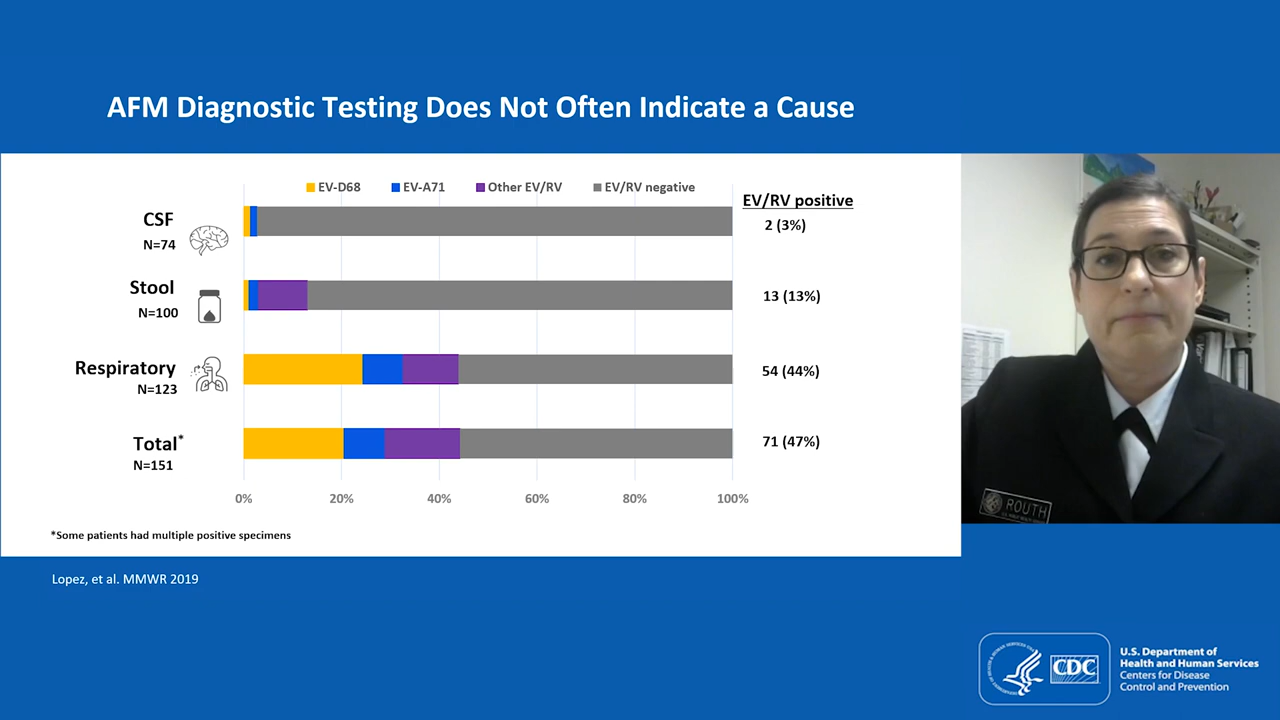 AFM Diagnostic Testing Does Not Often Indicate a Cause
EV-D68 EV-A71 Other EV/RV EV/RV negative
EV/RV positive
CSF
N=74
2 (3%)
Stool
N=100
13 (13%)
Respiratory
N=123
54 (44%)
Total*
N=151
71 (47%)
0% 20% 40% 60% 80% 100%
*Some patients had multiple positive specimens
Lopez, et al. MMWR 2019
ROUTH
CDC
U.S. Department of
Health and Human Services
Centers for Disease
Control and Prevention